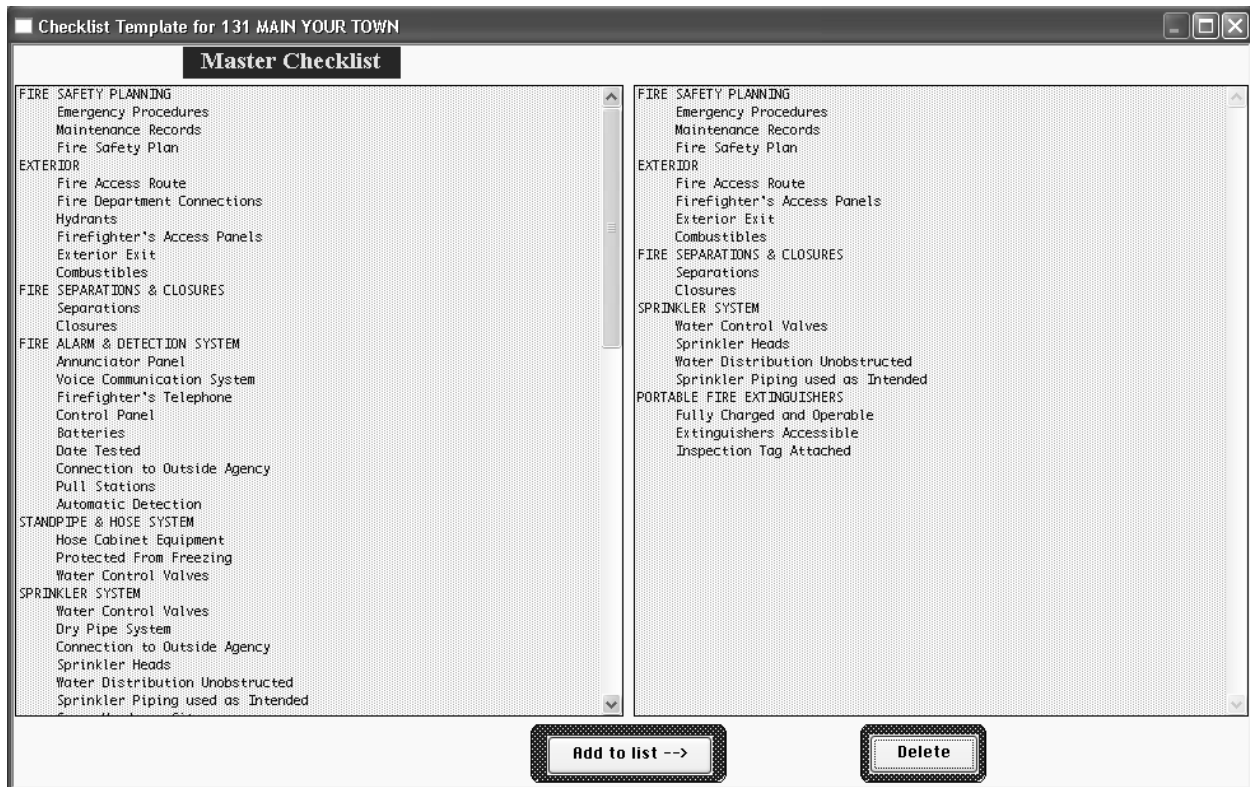 Checklist Template for 131 MAIN YOUR TOWN
Master Checklist
FIRE SAFETY PLANNING
Emergency Procedures
Maintenance Records
Fire Safety Plan
EXTERIOR
Fire Access Route
Fire Department Connections
Hydrants
Firefighter's Access Panels
Exterior Exit
Combustibles
FIRE SEPARATIONS & CLOSURES
Separations
Closures
FIRE ALARM & DETECTION SYSTEM
Annunciator Panel
Voice Communication System
Firefighter's Telephone
Control Panel
Batteries
Date Tested
Connection to Outside Agency
Pull Stations
Automatic Detection
STANDPIPE & HOSE SYSTEM
Hose Cabinet Equipment
Protected From Freezing
Water Control Valves
SPRINKLER SYSTEM
Water Control Valves
Dry Pipe System
Connection to Outside Agency
Sprinkler Heads
Water Distribution Unobstructed
Sprinkler Piping used as Intended
FIRE SAFETY PLANNING
Emergency Procedures
Maintenance Records
Fire Safety Plan
EXTERIOR
Fire Access Route
Firefighter's Access Panels
Exterior Exit
Combustibles
FIRE SEPARATIONS & CLOSURES
Separations
Closures
SPRINKLER SYSTEM
Water Control Valves
Sprinkler Heads
Water Distribution Unobstructed
Sprinkler Piping used as Intended
PORTABLE FIRE EXTINGUISHERS
Fully Charged and Operable
Extinguishers Accessible
Inspection Tag Attached
Add to list -->
Delete